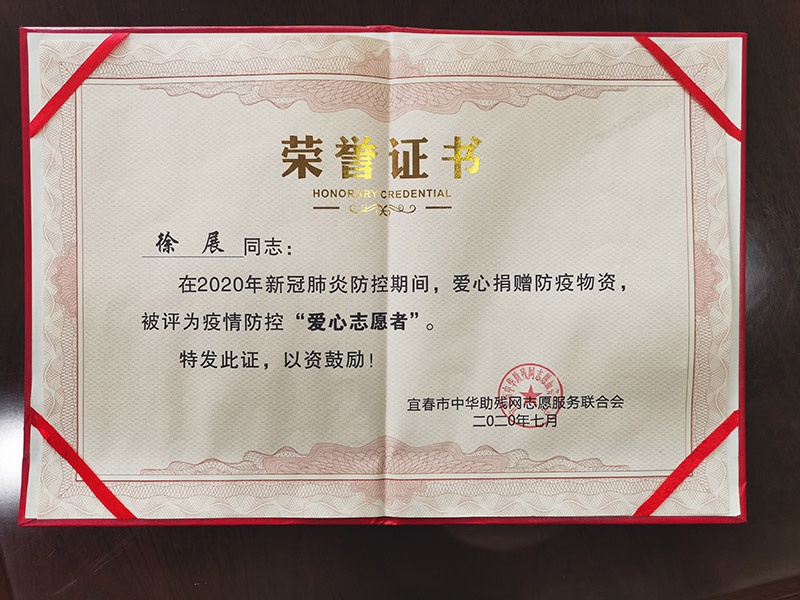 荣誉证书
HONORARY CREDENTIAL
徐 展 同志：
在2020年新冠肺炎防控期间，爱心捐赠防疫物资，
被评为疫情防控“爱心志愿者”。
特发此证，以资鼓励！
宜春市中华助残网志愿服务联合会
二0二0年七月